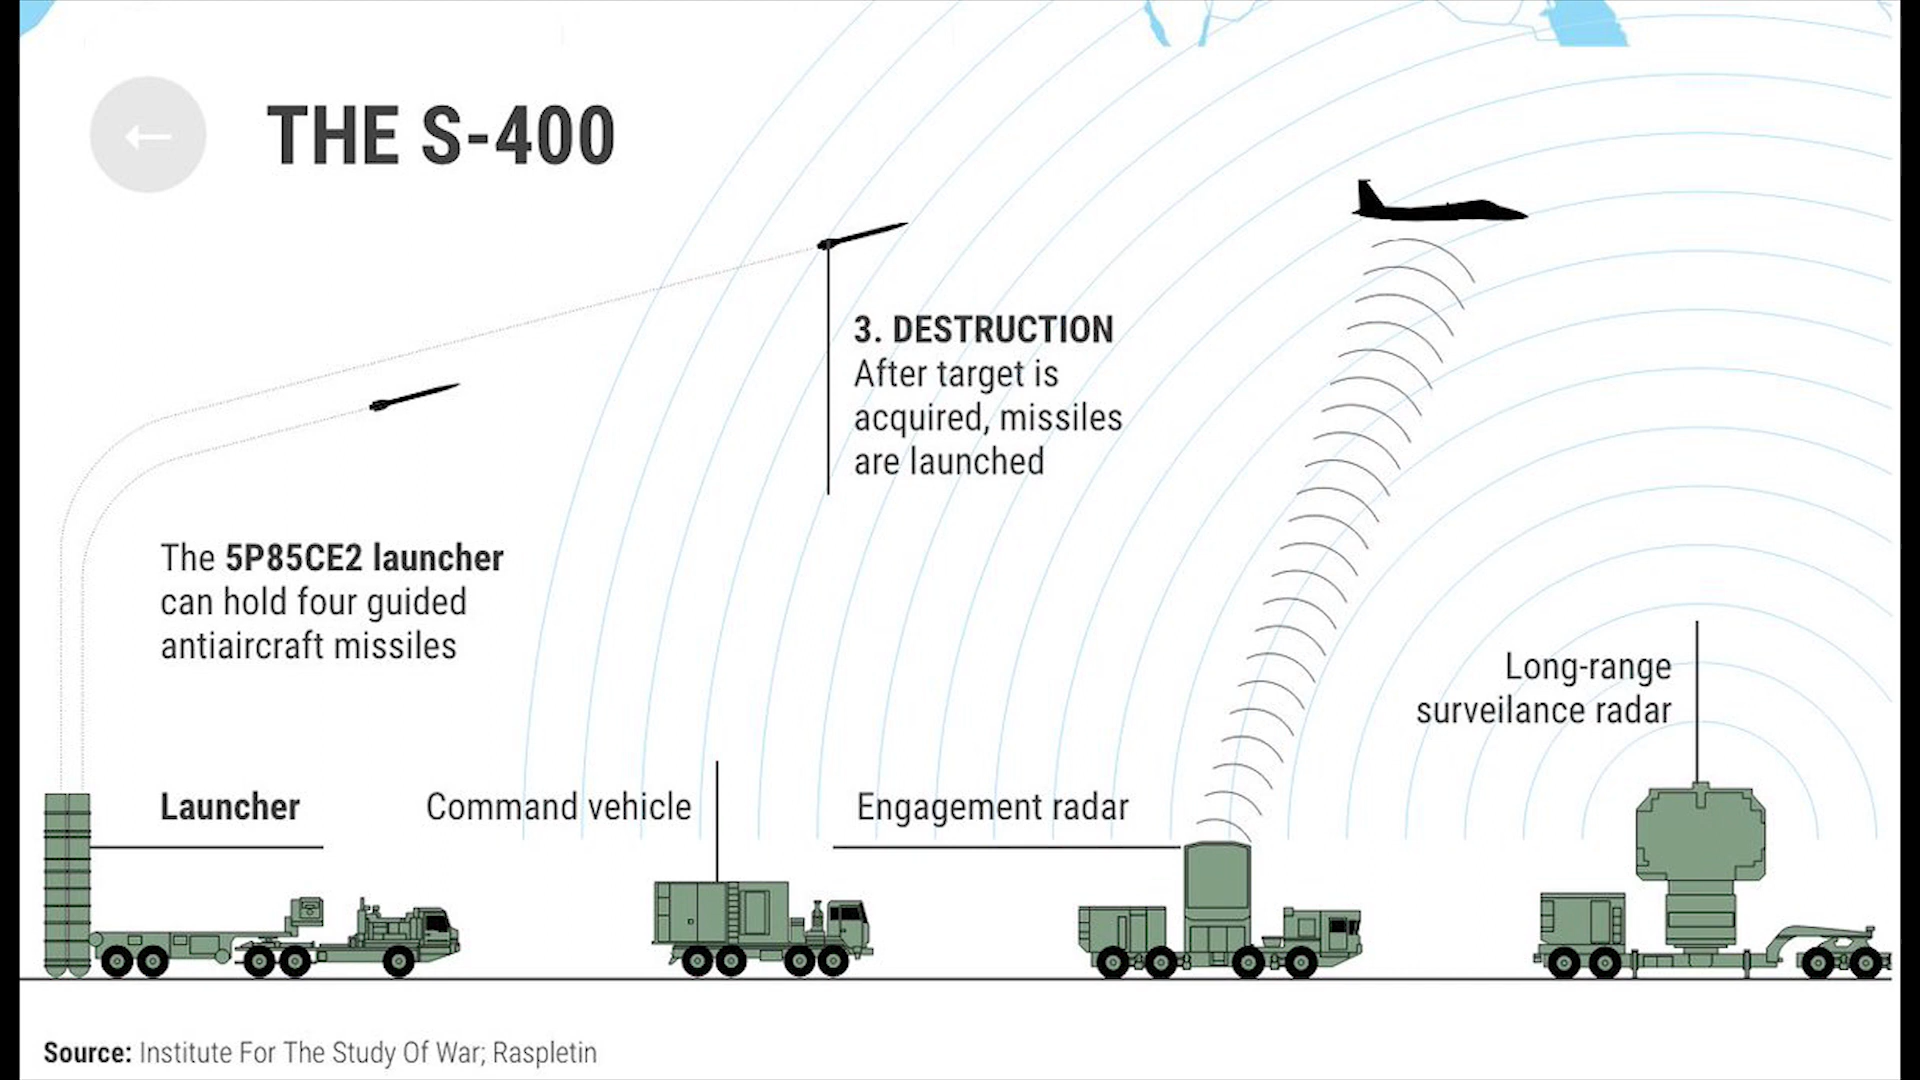 THE S-400
3. DESTRUCTION
After target is
acquired, missiles
are launched
The 5P85CE2 launcher
can hold four guided
antiaircraft missiles
Long-range
surveilance radar
Launcher
Command vehicle
Engagement radar
Source: Institute For The Study Of War; Raspletin